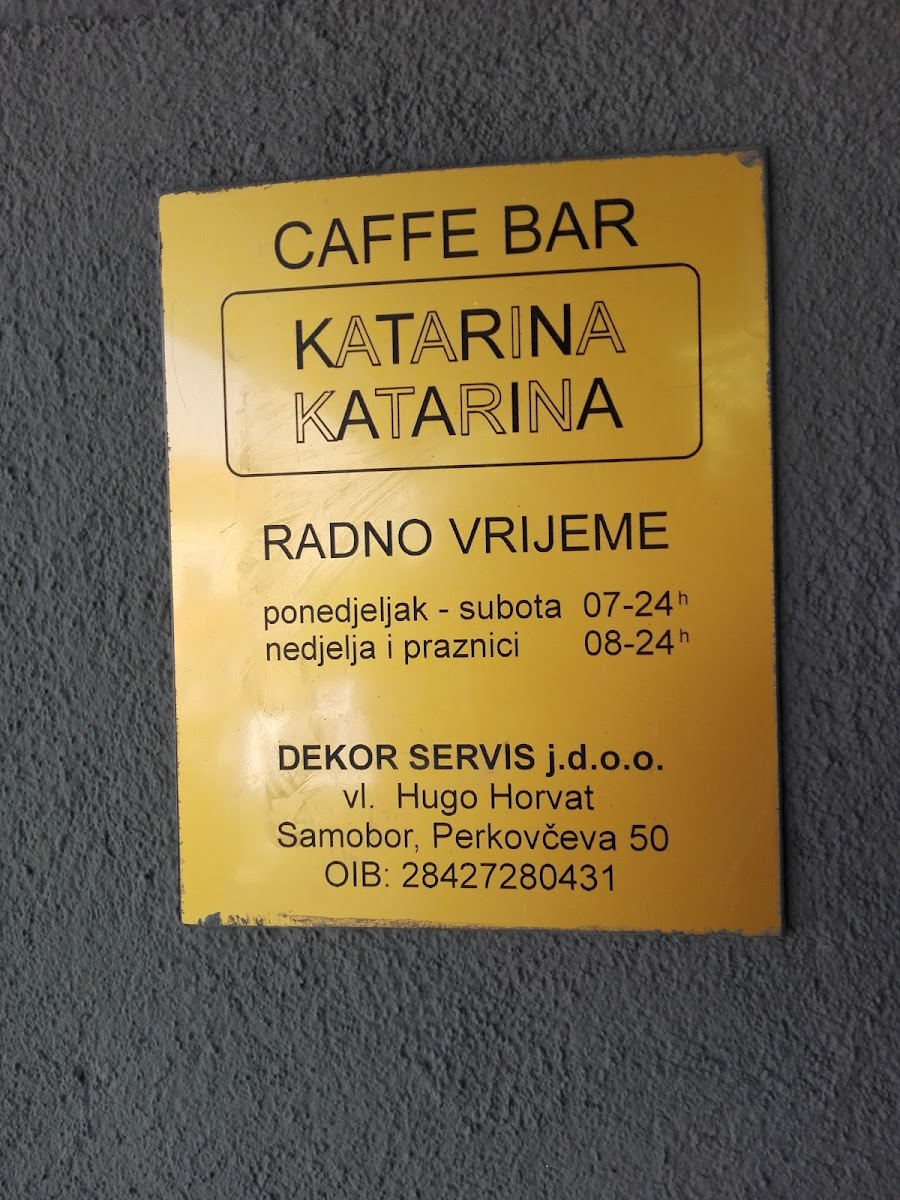 CAFFE BAR
KATARINA
KATARINA
RADNO VRIJEME
ponedjeljak - subota 07-24h
nedjelja i praznici 08-24h
DEKOR SERVIS j.d.o.o.
vl. Hugo Horvat
Samobor, Perkovčeva 50
OIB: 28427280431